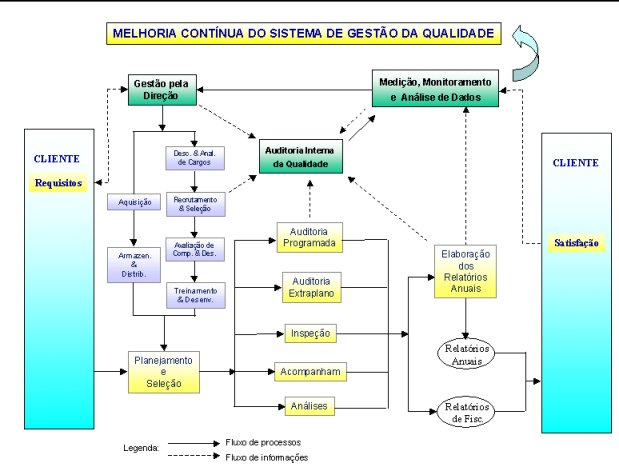 MELHORIA CONTÍNUA DO SISTEMA DE GESTÃO DA QUALIDADE
Gestão pela
Direção
Medição, Monitoramento
e Análise de Dados
CLIENTE
Requisitos
Desc. & Anal.
de Cargos
Auditoria Interna
da Qualidade
CLIENTE
Satisfação
Aquisição
Recrutamento
& Seleção
Armazen.
&
Distrib.
Avaliação de
Comp. & Des.
Treinamento
& Desenv.
Auditoria
Programada
Auditoria
Extraplano
Inspeção
Acompanham
Análises
Elaboração
dos
Relatórios
Anuais
Planejamento
e
Seleção
Relatórios
Anuais
Relatórios
de Fisc.
Legenda:
Fluxo de processos
Fluxo de informações